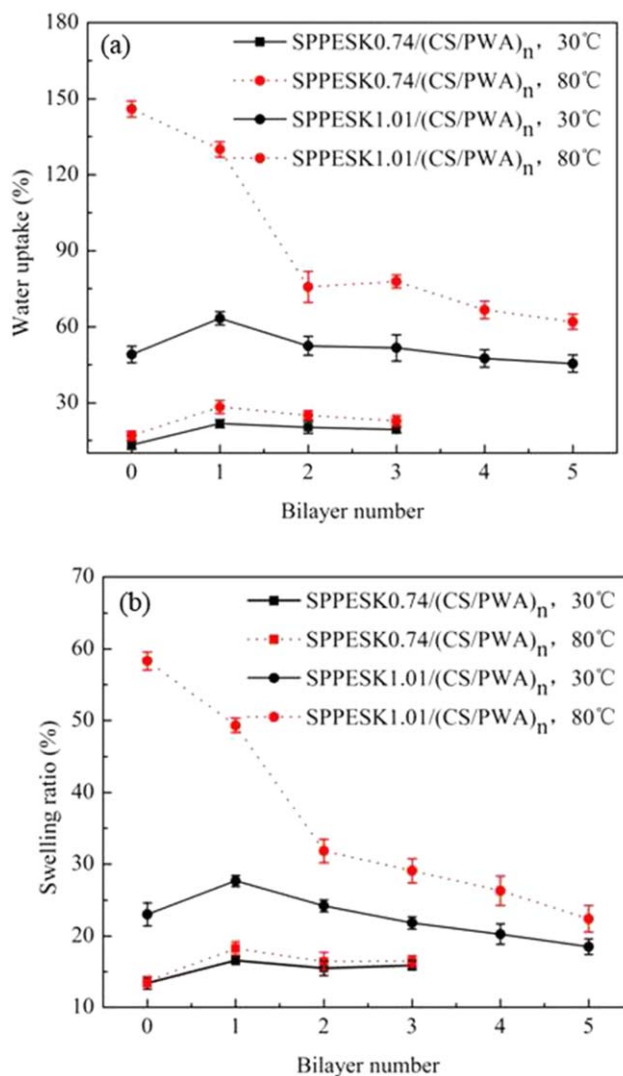 (a)
SPPESK0.74/(CS/PWA)n, 30℃
SPPESK0.74/(CS/PWA)n, 80℃
SPPESK1.01/(CS/PWA)n, 30℃
SPPESK1.01/(CS/PWA)n, 80℃
180
150
120
90
60
30
Water uptake (%)
0 1 2 3 4 5
Bilayer number
(b)
SPPESK0.74/(CS/PWA)n, 30℃
SPPESK0.74/(CS/PWA)n, 80℃
SPPESK1.01/(CS/PWA)n, 30℃
SPPESK1.01/(CS/PWA)n, 80℃
70
60
50
40
30
20
10
Swelling ratio (%)
0 1 2 3 4 5
Bilayer number